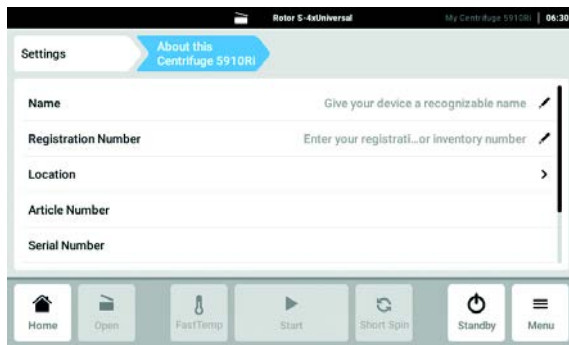 Rotor S-4xUniversal
My Centrifuge 5910Ri
06:30
Settings
About this
Centrifuge 5910Ri
Name
Give your device a recognizable name
Registration Number
Enter your registrati...or inventory number
Location
Article Number
Serial Number
Home
Open
FastTemp
Start
Short Spin
Standby
Menu